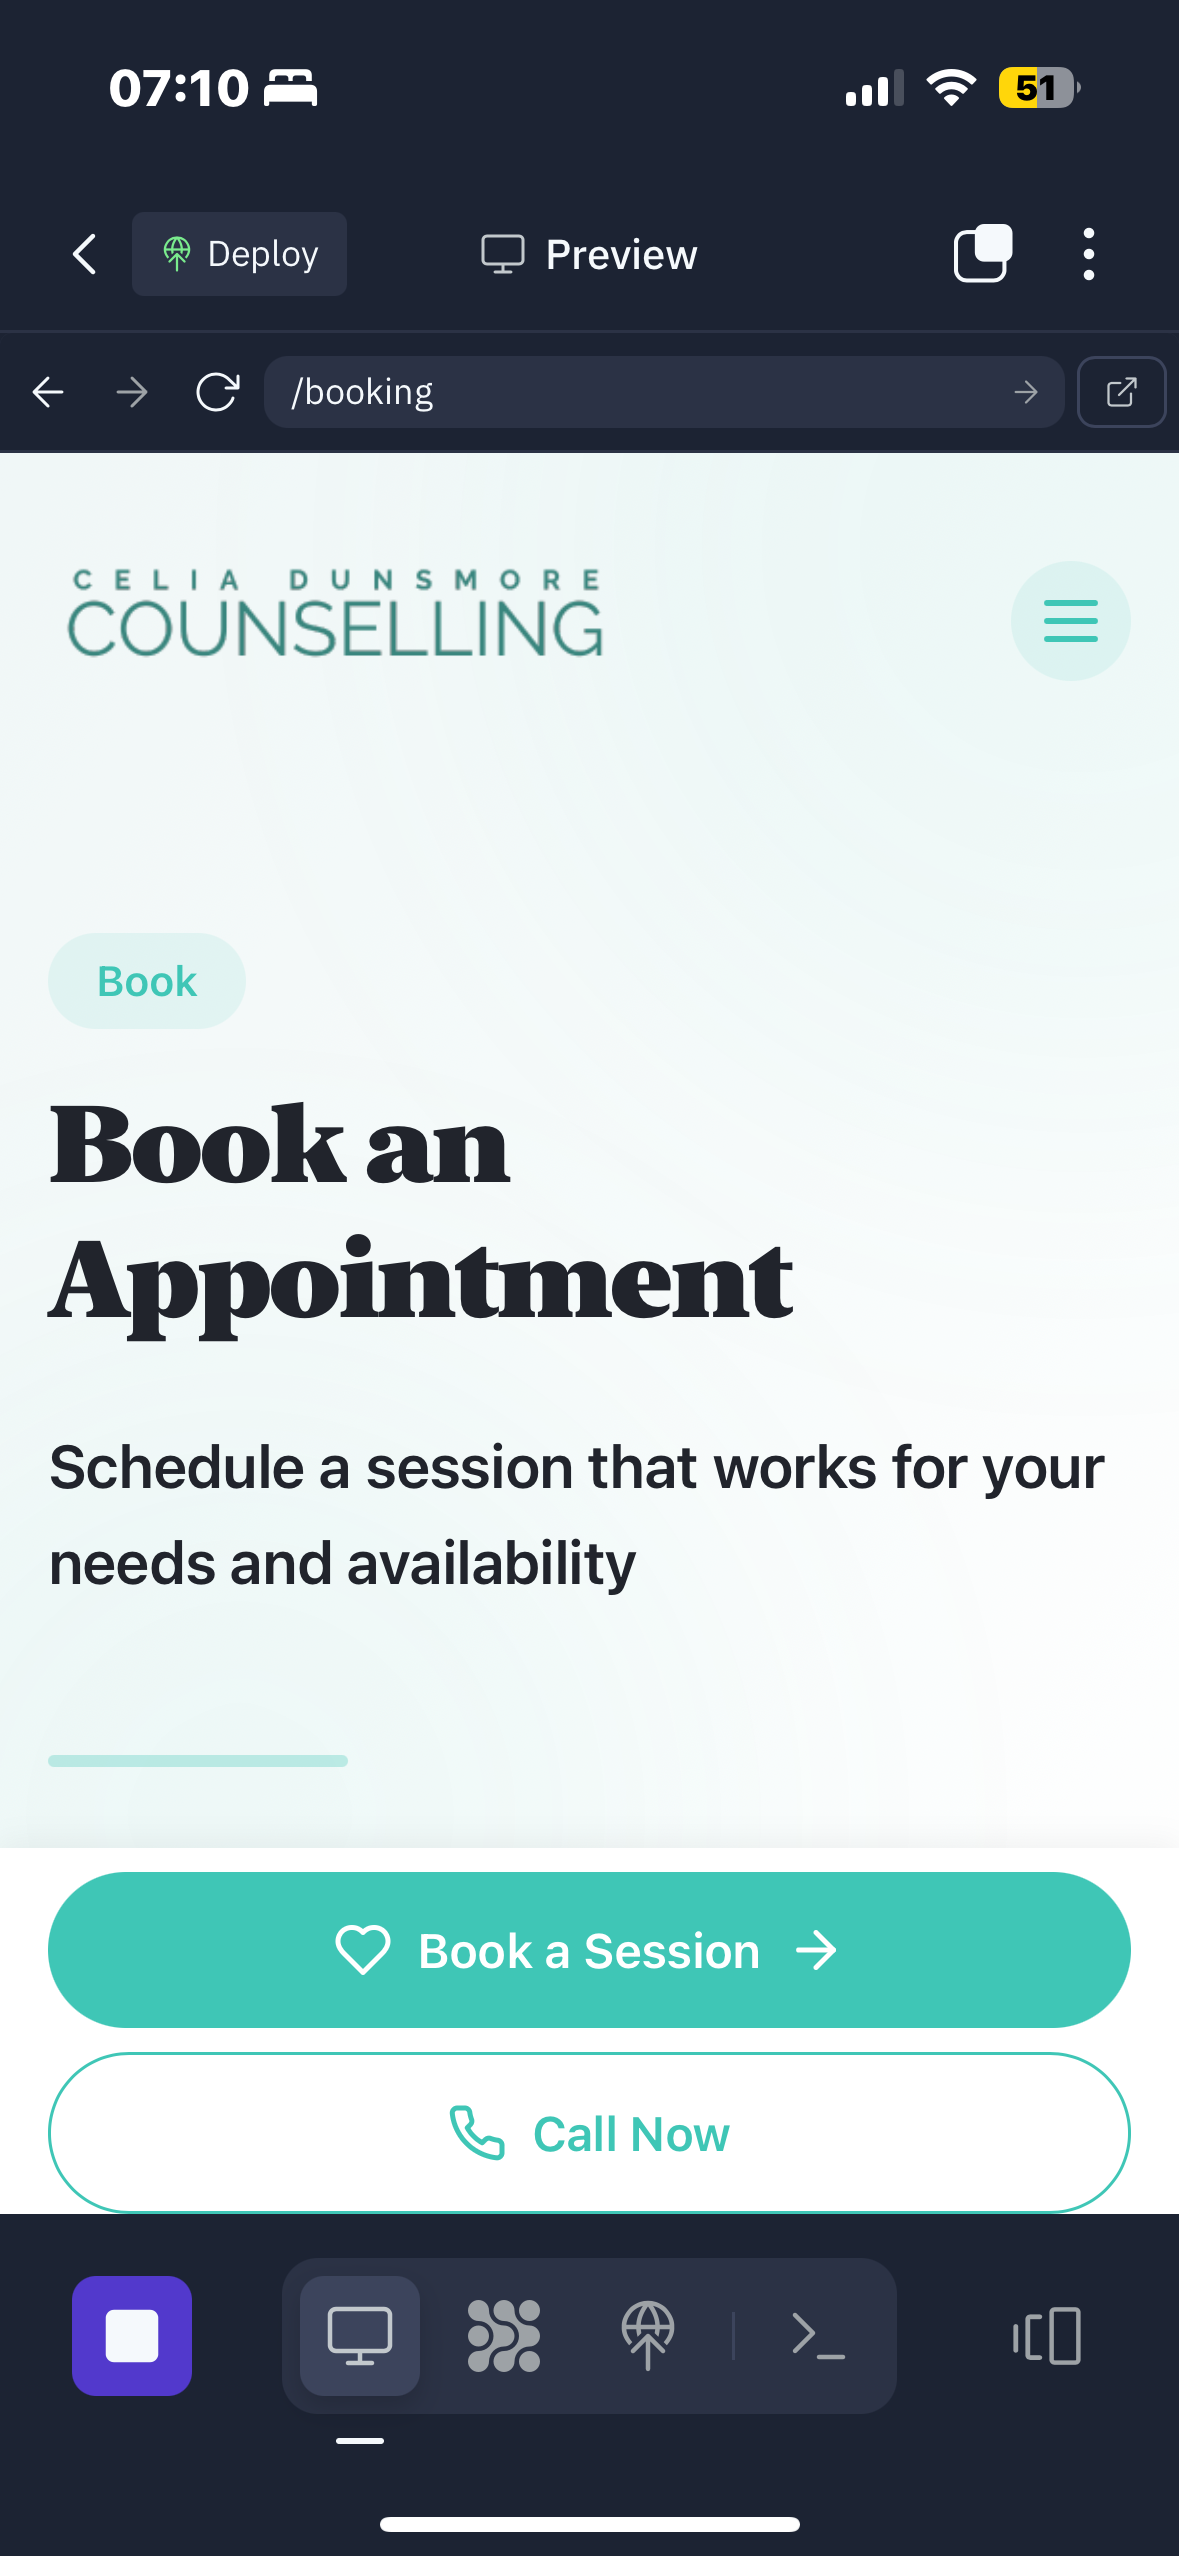 07:10
51
Deploy
Preview
/booking
CELIA DUNSMORE
COUNSELLING
Book
Book an
Appointment
Schedule a session that works for your
needs and availability
Book a Session
Call Now